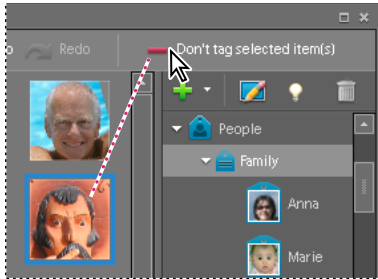 Redo
Don't tag selected item(s)
People
Family
Anna
Marie